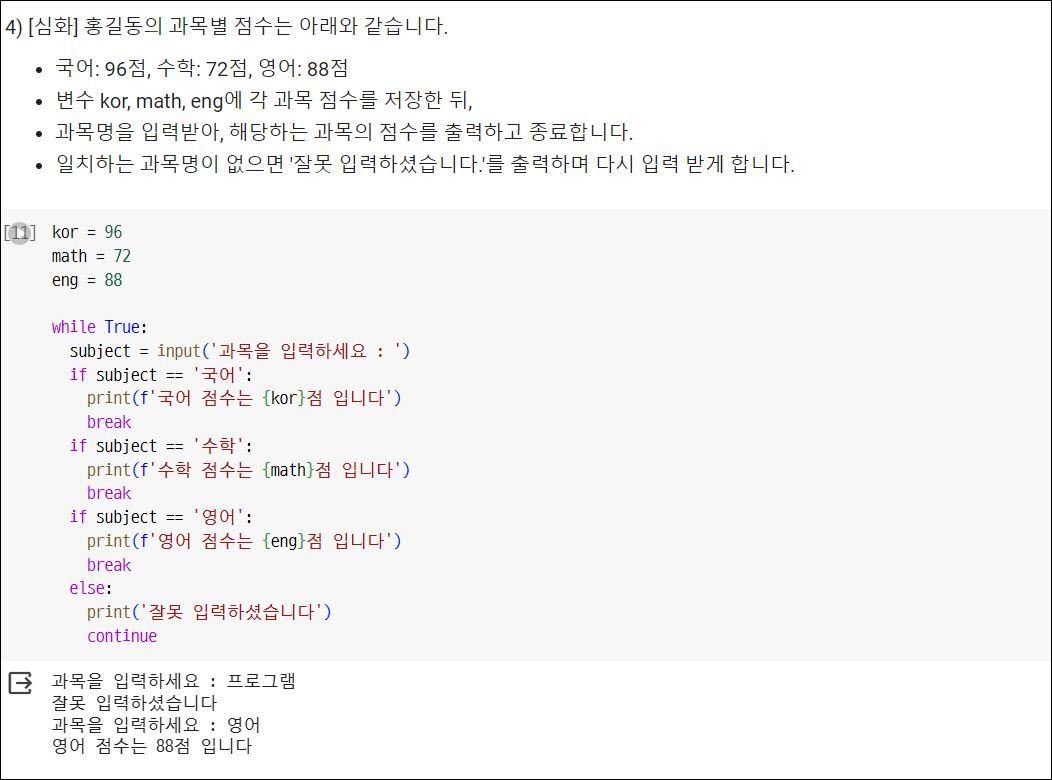 4) [심화] 홍길동의 과목별 점수는 아래와 같습니다.
• 국어: 96점, 수학: 72점, 영어: 88점
• 변수 kor, math, eng에 각 과목 점수를 저장한 뒤,
• 과목명을 입력받아, 해당하는 과목의 점수를 출력하고 종료합니다.
• 일치하는 과목명이 없으면 '잘못 입력하셨습니다.'를 출력하며 다시 입력 받게 합니다.
[11] kor = 96
math = 72
eng = 88
while True:
  subject = input('과목을 입력하세요 : ')
  if subject == '국어':
    print(f'국어 점수는 {kor}점 입니다')
    break
  if subject == '수학':
    print(f'수학 점수는 {math}점 입니다')
    break
  if subject == '영어':
    print(f'영어 점수는 {eng}점 입니다')
    break
  else:
    print('잘못 입력하셨습니다')
    continue
과목을 입력하세요 : 프로그램
잘못 입력하셨습니다
과목을 입력하세요 : 영어
영어 점수는 88점 입니다